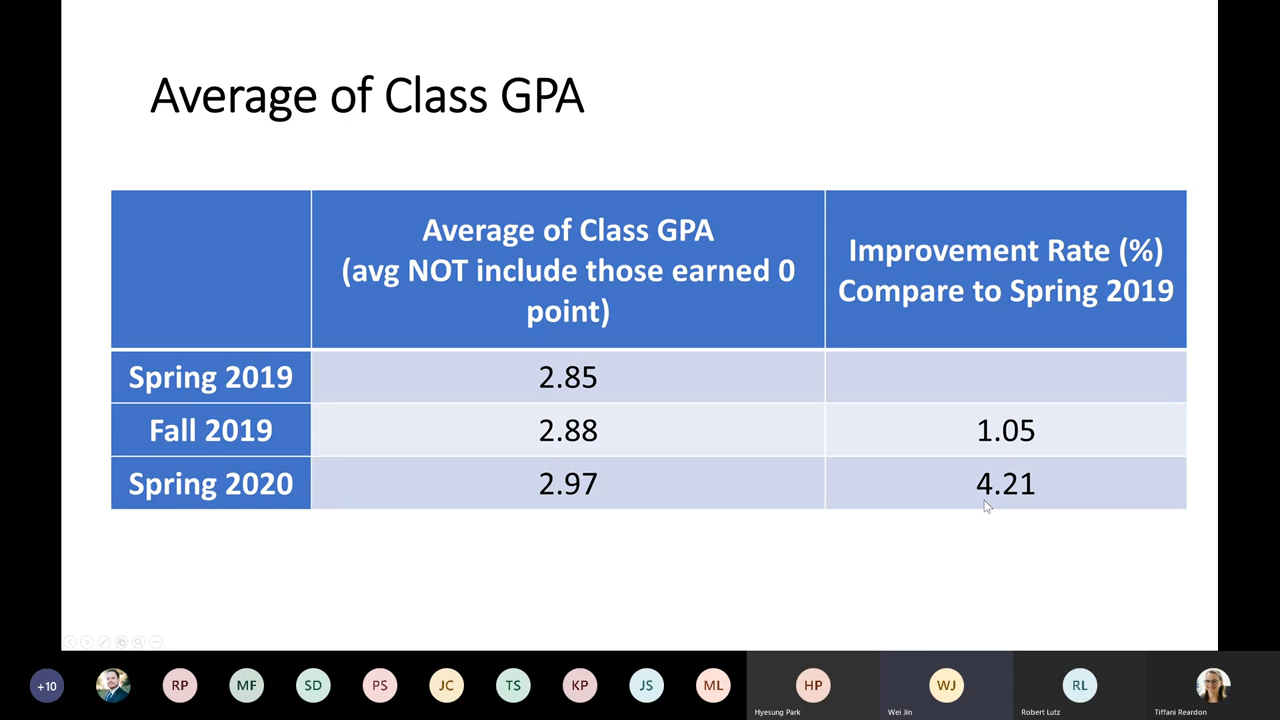 Average of Class GPA
Average of Class GPA
(avg NOT include those earned 0
point)
Improvement Rate (%)
Compare to Spring 2019
Spring 2019
2.85
Fall 2019
2.88
1.05
Spring 2020
2.97
4.21
+10
RP
MF
SD
PS
JC
TS
KP
JS
ML
HP
Hyesung Park
WJ
Wei Jin
RL
Robert Lutz
Tiffani Reardon